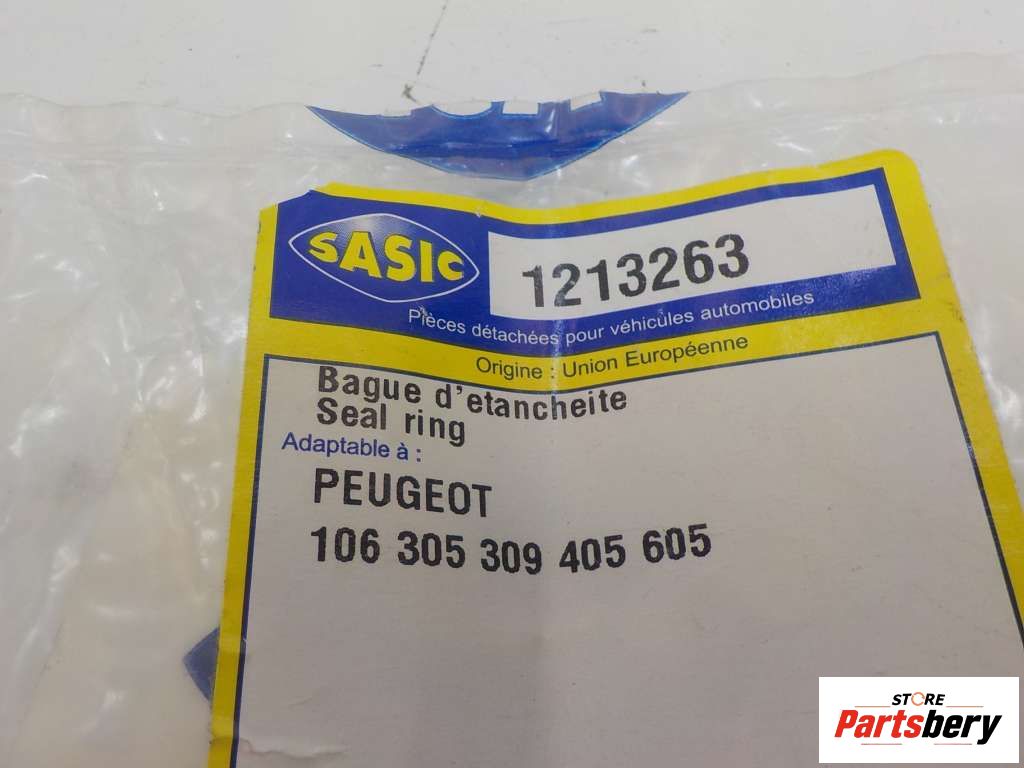 SASIC
1213263
Pièces détachées pour véhicules automobiles
Origine : Union Européenne
Bague d'etancheite
Seal ring
Adaptable à :
PEUGEOT
106 305 309 405 605
STORE
Partsbery